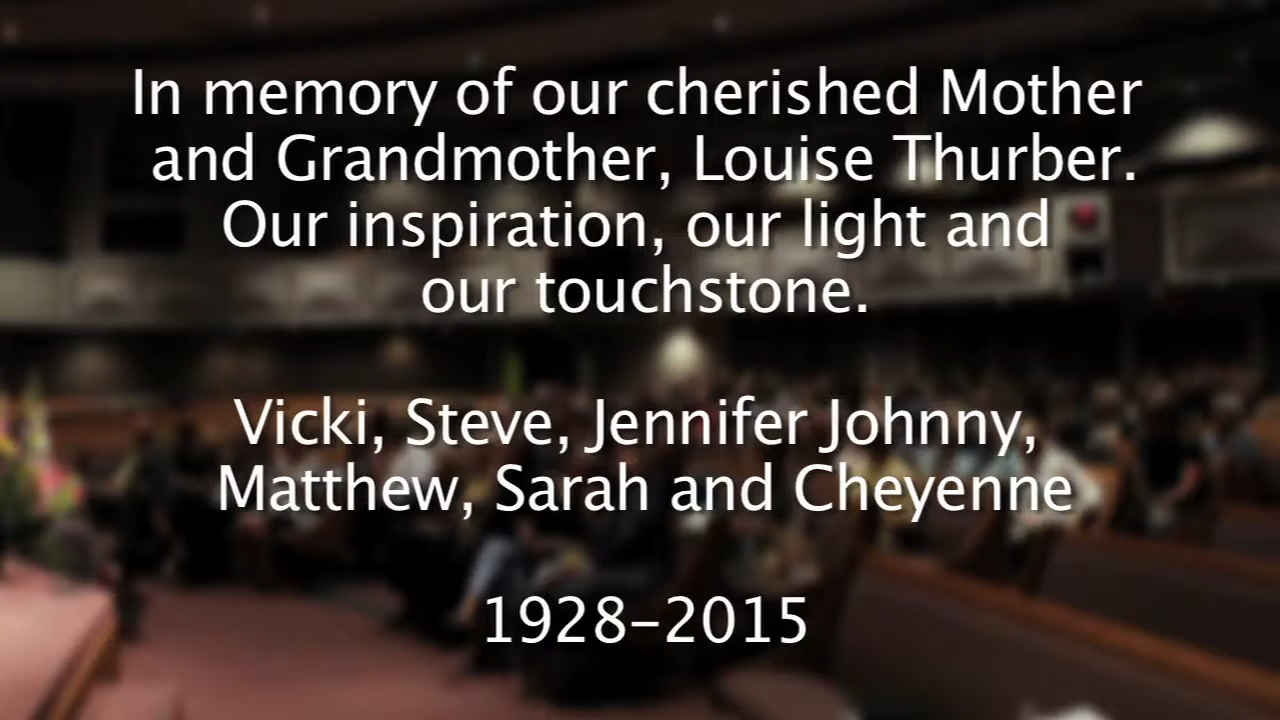 In memory of our cherished Mother
and Grandmother, Louise Thurber.
Our inspiration, our light and
our touchstone.
Vicki, Steve, Jennifer Johnny,
Matthew, Sarah and Cheyenne
1928-2015